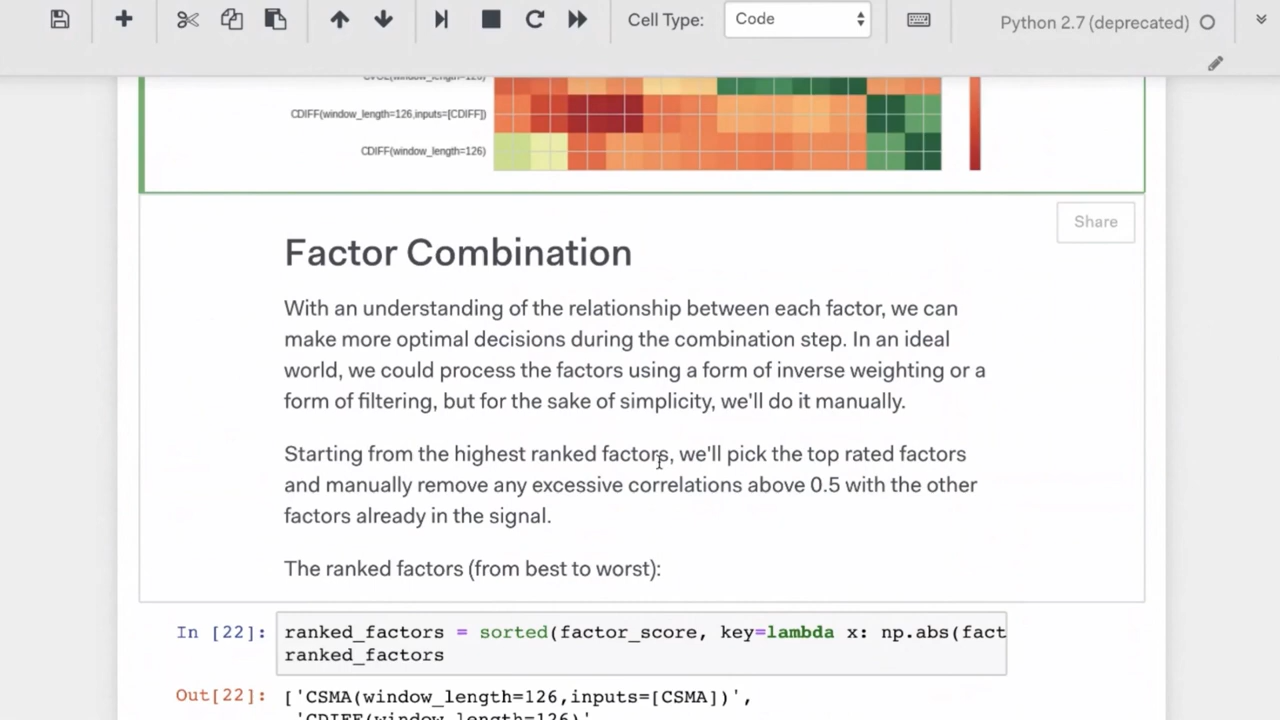 Cell Type:
Code
Python 2.7 (deprecated)
CDIFF(window_length=126,inputs=[CDIFF])
CDIFF(window_length=126)
Share
Factor Combination
With an understanding of the relationship between each factor, we can
make more optimal decisions during the combination step. In an ideal
world, we could process the factors using a form of inverse weighting or a
form of filtering, but for the sake of simplicity, we'll do it manually.
Starting from the highest ranked factors, we'll pick the top rated factors
and manually remove any excessive correlations above 0.5 with the other
factors already in the signal.
The ranked factors (from best to worst):
In [22]: ranked_factors = sorted(factor_score, key=lambda x: np.abs(fact
ranked_factors
Out[22]: ['CSMA(window_length=126,inputs=[CSMA])',
'CDIFF(window_length=126)',